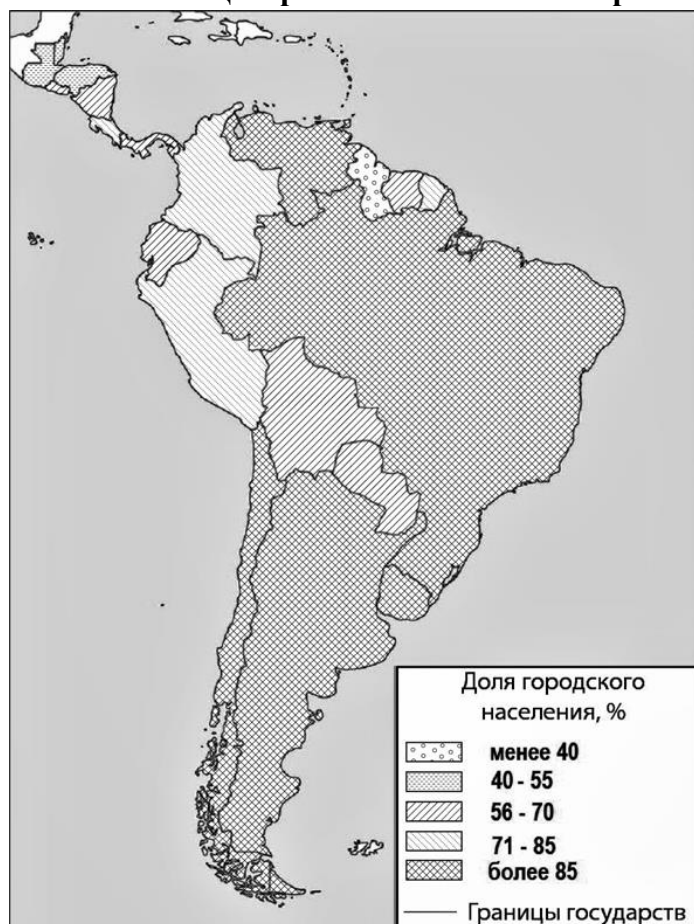 Доля городского
населения, %
менее 40
40 - 55
56 - 70
71 - 85
более 85
Границы государств